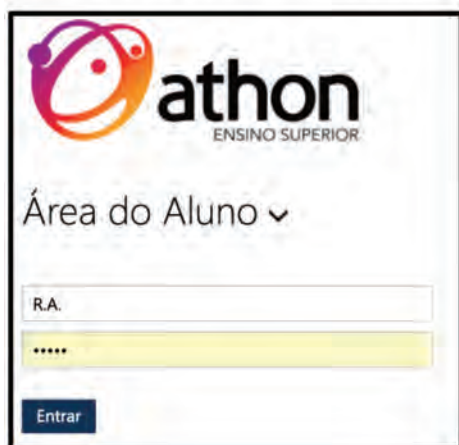 athon
ENSINO SUPERIOR
Área do Aluno
R.A.
•••••
Entrar